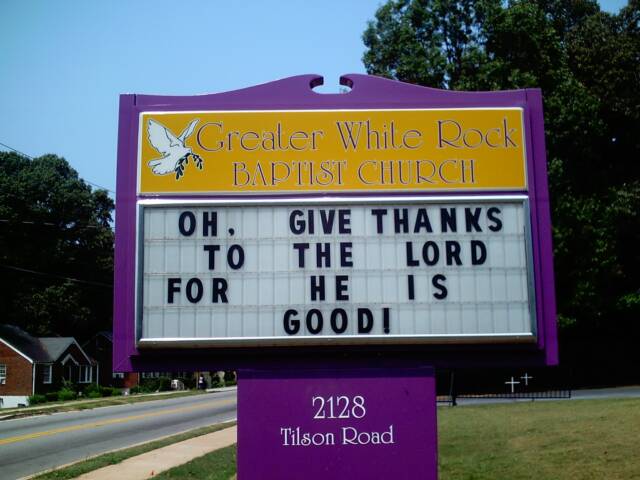 Greater White Rock
BAPTIST CHURCH
OH, GIVE THANKS
TO THE LORD
FOR HE IS
GOOD!
2128
Tilson Road